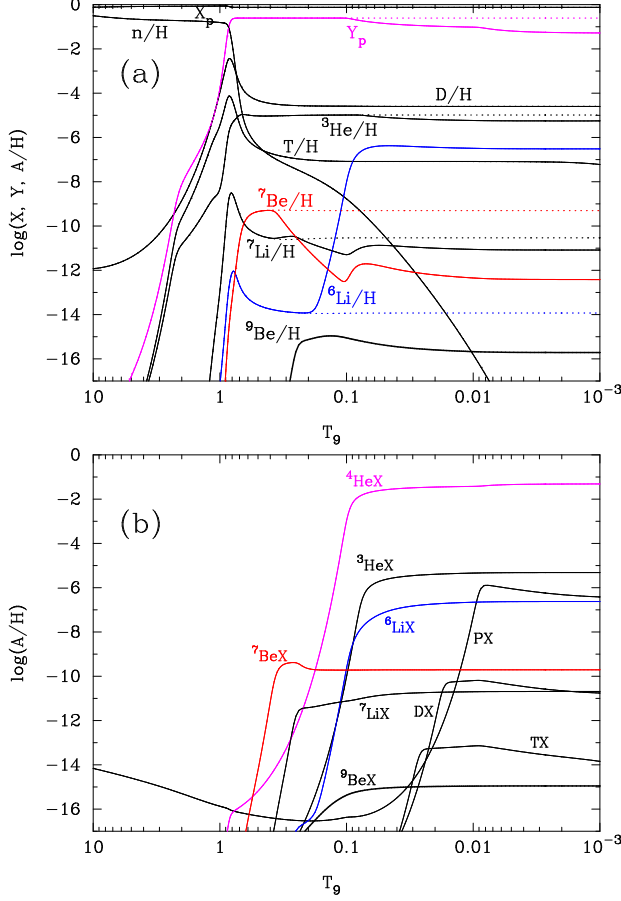 0
−2
−4
−6
−8
−10
−12
−14
−16
log(X, Y, A/H)
(a)
X_p
n/H
Y_p
D/H
³He/H
T/H
⁷Be/H
⁷Li/H
⁶Li/H
⁹Be/H
10
1
0.1
0.01
10⁻³
T₉
0
−2
−4
−6
−8
−10
−12
−14
−16
log(A/H)
(b)
⁴HeX
³HeX
⁶LiX
PX
⁷BeX
⁷LiX
DX
TX
⁹BeX
10
1
0.1
0.01
10⁻³
T₉